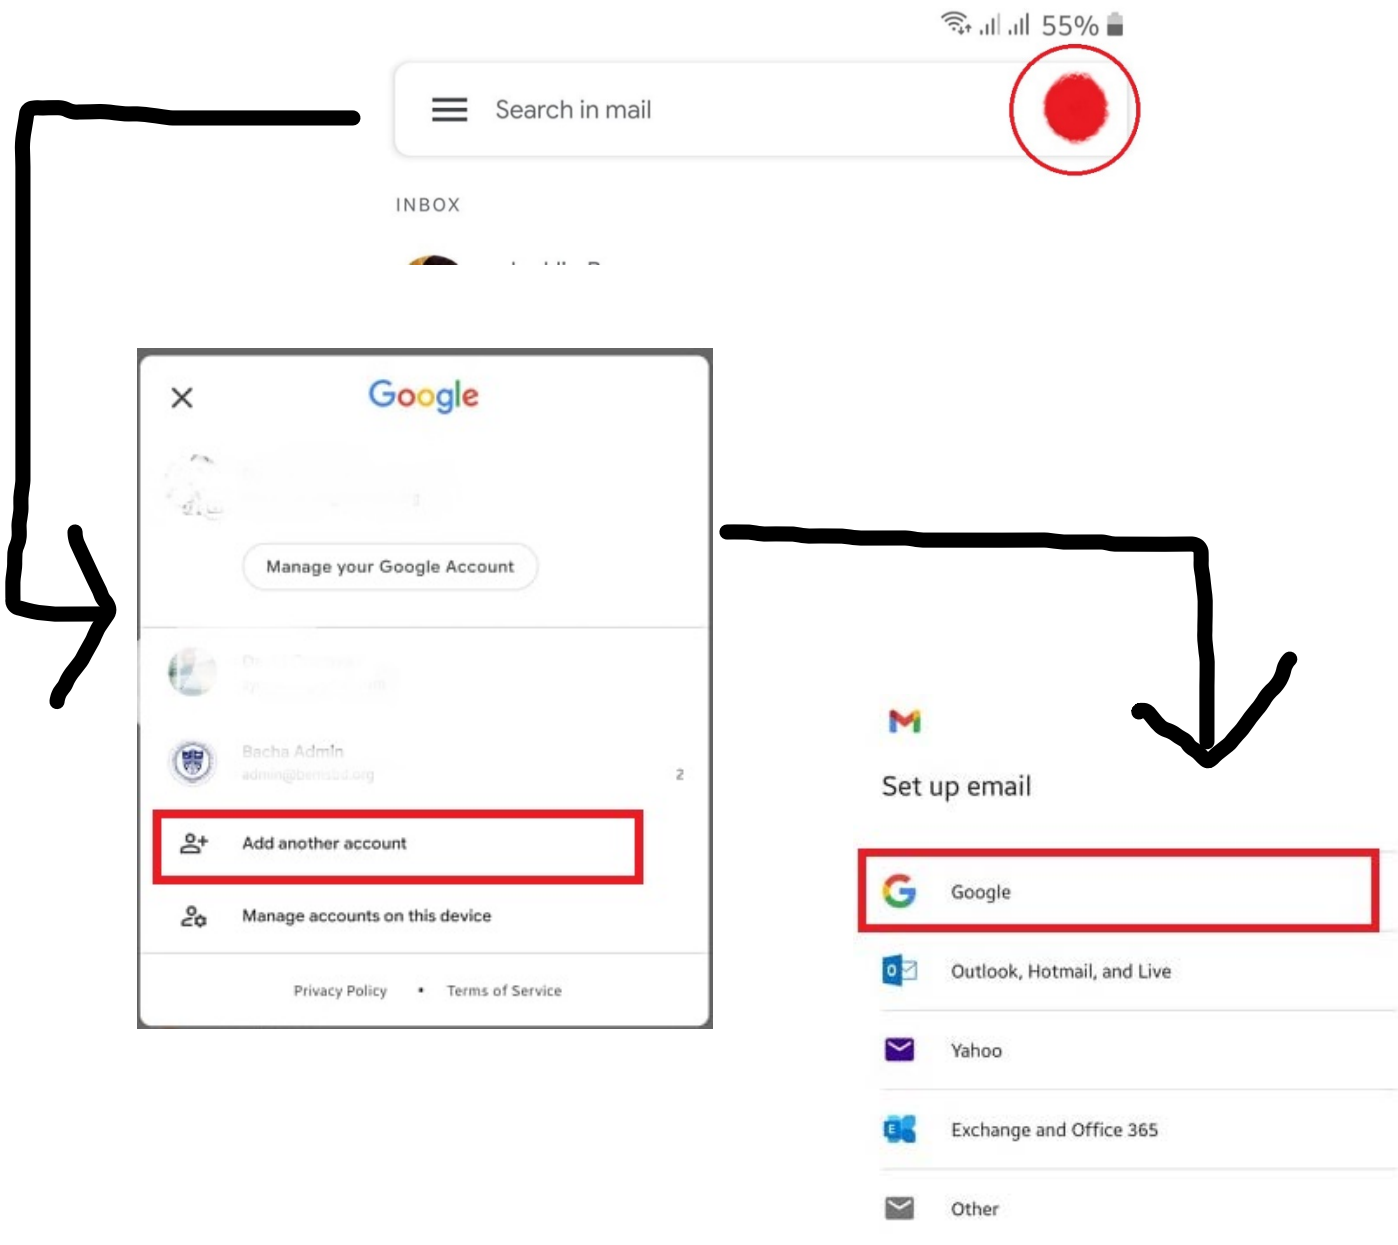 55%
Search in mail
INBOX
Google
Manage your Google Account
Bacha Admin
2
Add another account
Manage accounts on this device
Privacy Policy • Terms of Service
Set up email
Google
Outlook, Hotmail, and Live
Yahoo
Exchange and Office 365
Other